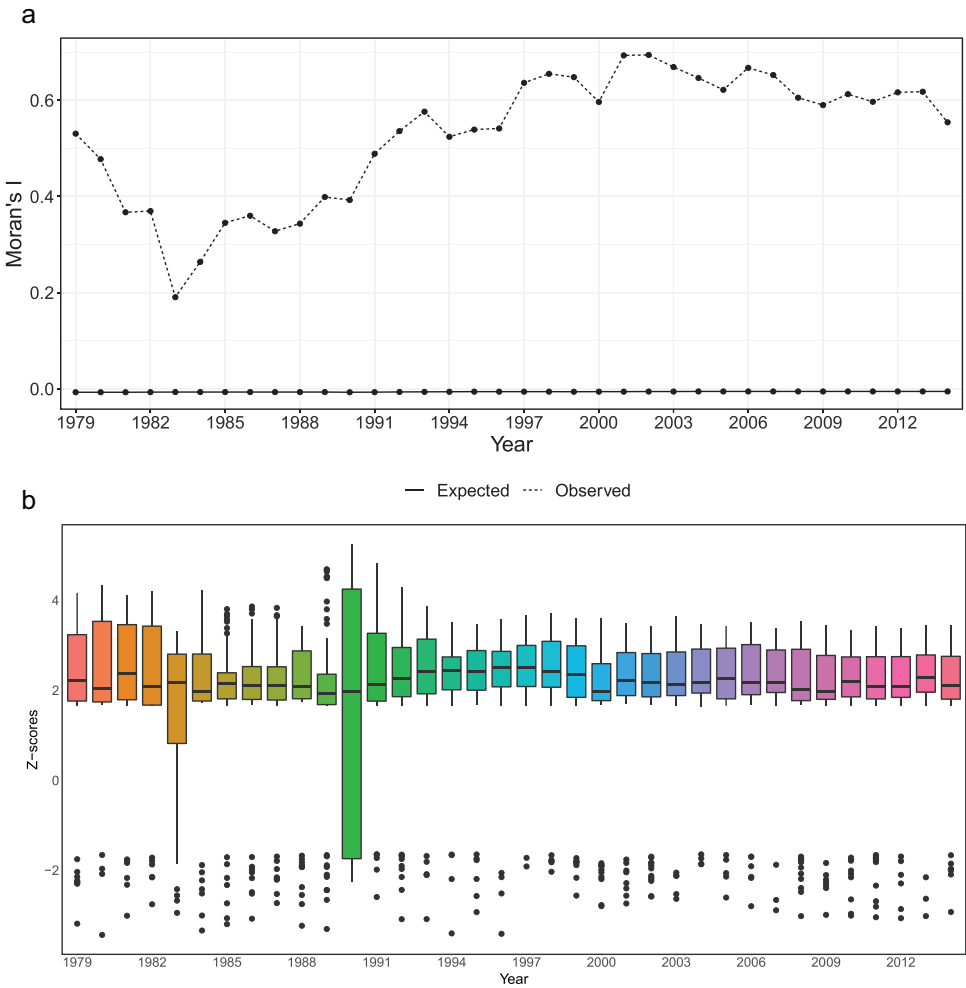 a
Moran's I
0.6
0.4
0.2
0.0
1979 1982 1985 1988 1991 1994 1997 2000 2003 2006 2009 2012
Year
Expected Observed
b
Z−scores
4
2
0
−2
1979 1982 1985 1988 1991 1994 1997 2000 2003 2006 2009 2012
Year